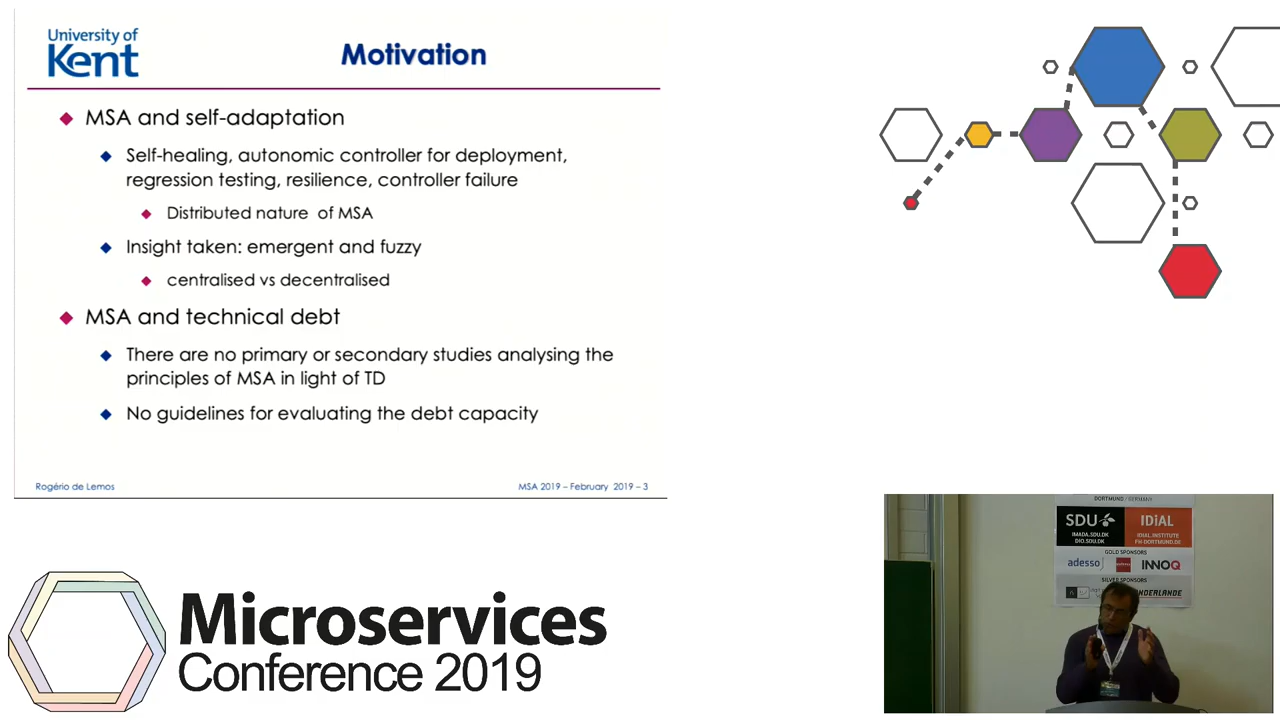 University of
Kent
Motivation
MSA and self-adaptation
Self-healing, autonomic controller for deployment,
regression testing, resilience, controller failure
Distributed nature of MSA
Insight taken: emergent and fuzzy
centralised vs decentralised
MSA and technical debt
There are no primary or secondary studies analysing the
principles of MSA in light of TD
No guidelines for evaluating the debt capacity
Rogério de Lemos
MSA 2019 – February 2019 – 3
Microservices
Conference 2019
DORTMUND / GERMANY
SDU
IDiAL
IMADA.SDU.DK
DIO.SDU.DK
IDIAL.INSTITUTE
FH-DORTMUND.DE
GOLD SPONSORS
adesso
INNOQ
SILVER SPONSORS